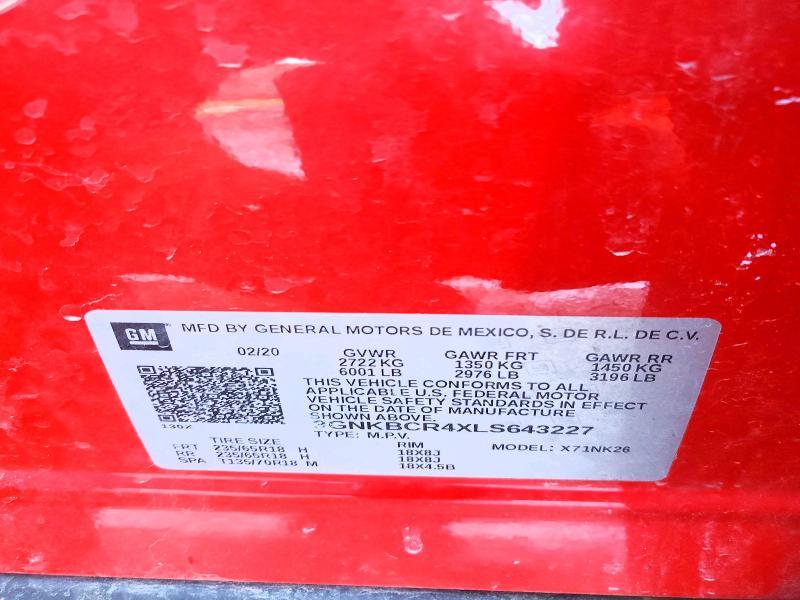 GM MFD BY GENERAL MOTORS DE MEXICO, S. DE R.L. DE C.V.
02/20 GVWR GAWR FRT GAWR RR
2722 KG 1350 KG 1450 KG
6001 LB 2976 LB 3196 LB
THIS VEHICLE CONFORMS TO ALL
APPLICABLE U.S. FEDERAL MOTOR
VEHICLE SAFETY STANDARDS IN EFFECT
ON THE DATE OF MANUFACTURE
SHOWN ABOVE.
3GNKBCR4XLS643227
TYPE: M.P.V.
TIRE SIZE RIM MODEL: X71NK26
FRT 235/65R18 H 18X8J
RR 235/65R18 H 18X8J
SPA T135/70R18 M 18X4.5B